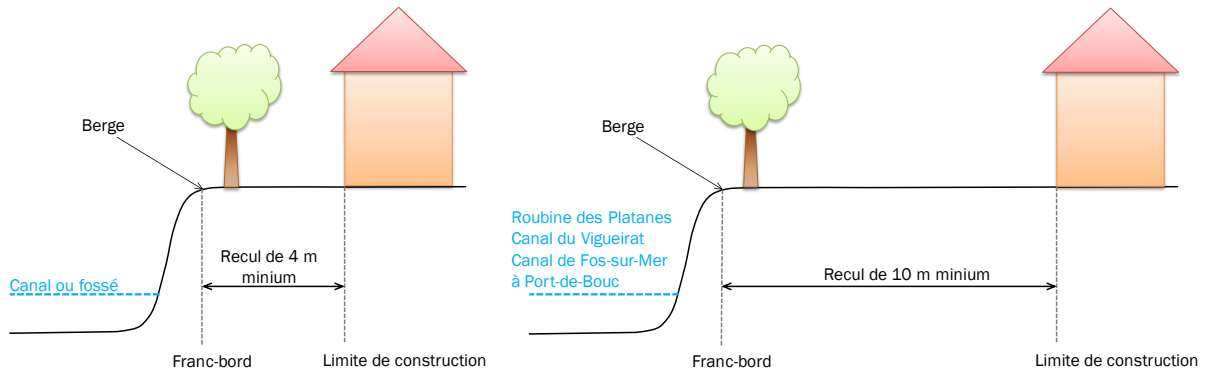 Berge
Canal ou fossé
Recul de 4 m
minium
Franc-bord
Limite de construction
Berge
Roubine des Platanes
Canal du Vigueirat
Canal de Fos-sur-Mer
à Port-de-Bouc
Recul de 10 m minium
Franc-bord
Limite de construction